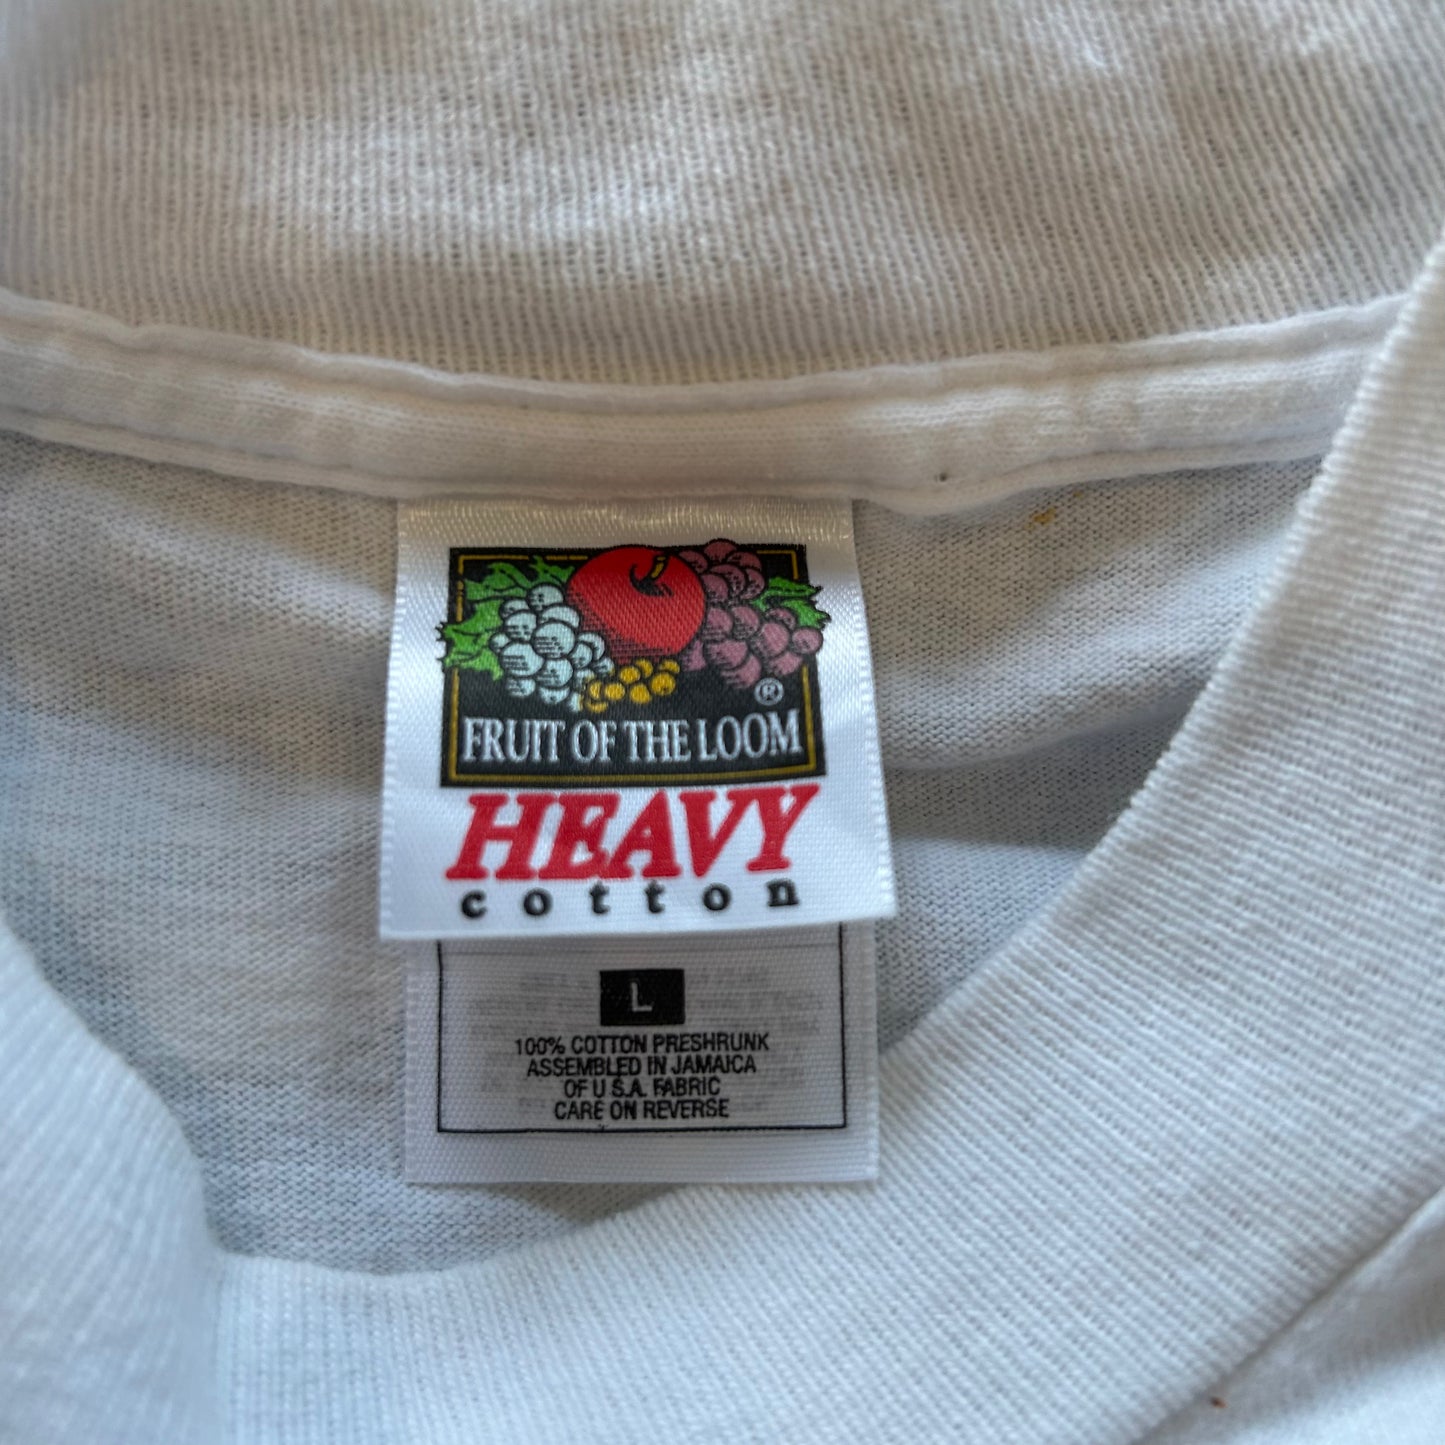 ®
FRUIT OF THE LOOM
HEAVY
cotton
L
100% COTTON PRESHRUNK
ASSEMBLED IN JAMAICA
OF U.S.A. FABRIC
CARE ON REVERSE